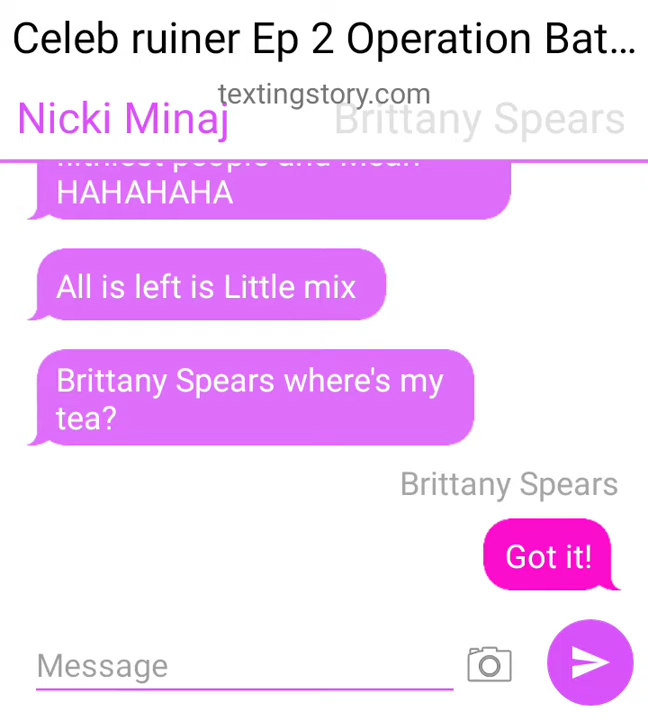 Celeb ruiner Ep 2 Operation Bat...
textingstory.com
Nicki Minaj
Brittany Spears
HAHAHAHA
All is left is Little mix
Brittany Spears where's my
tea?
Brittany Spears
Got it!
Message